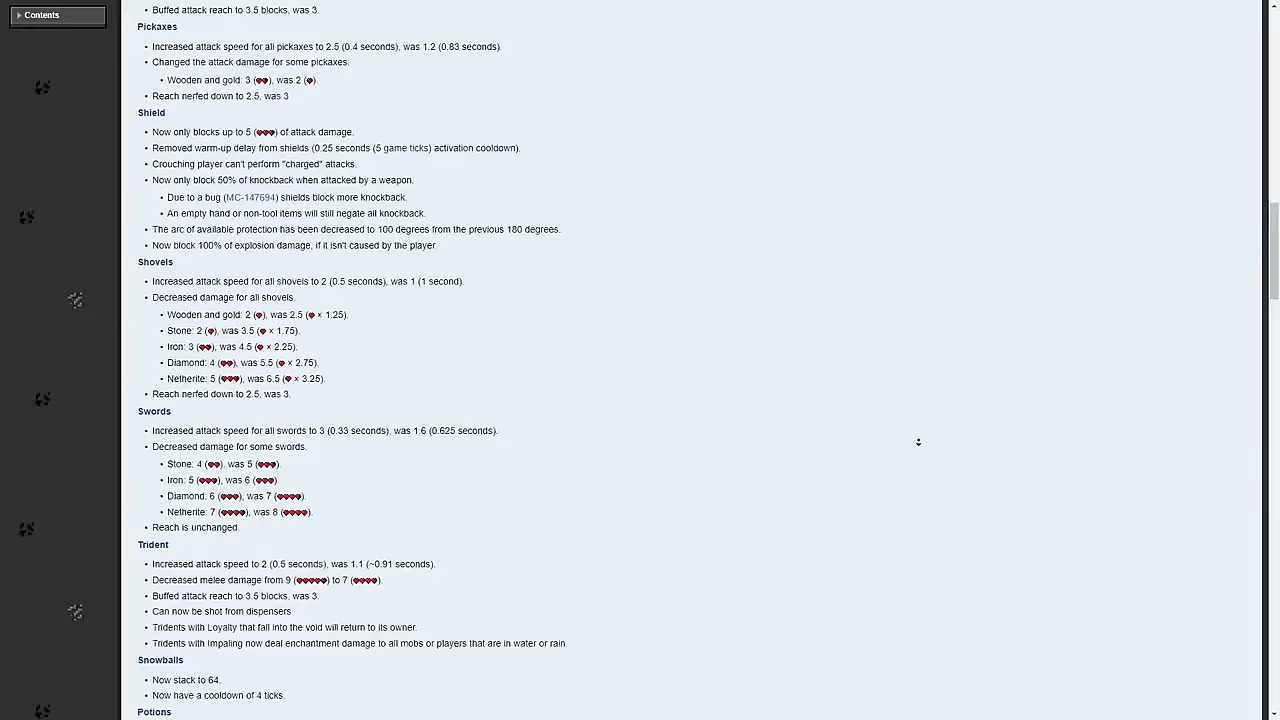 Contents
• Buffed attack reach to 3.5 blocks, was 3.
Pickaxes
• Increased attack speed for all pickaxes to 2.5 (0.4 seconds), was 1.2 (0.83 seconds).
• Changed the attack damage for some pickaxes:
• Wooden and gold: 3 (♥♥), was 2 (♥).
• Reach nerfed down to 2.5, was 3
Shield
• Now only blocks up to 5 (♥♥♥) of attack damage.
• Removed warm-up delay from shields (0.25 seconds (5 game ticks) activation cooldown).
• Crouching player can't perform "charged" attacks.
• Now only block 50% of knockback when attacked by a weapon.
• Due to a bug (MC-147694) shields block more knockback.
• An empty hand or non-tool items will still negate all knockback.
• The arc of available protection has been decreased to 100 degrees from the previous 180 degrees.
• Now block 100% of explosion damage, if it isn't caused by the player.
Shovels
• Increased attack speed for all shovels to 2 (0.5 seconds), was 1 (1 second).
• Decreased damage for all shovels.
• Wooden and gold: 2 (♥), was 2.5 (♥ × 1.25).
• Stone: 2 (♥), was 3.5 (♥ × 1.75).
• Iron: 3 (♥♥), was 4.5 (♥ × 2.25).
• Diamond: 4 (♥♥), was 5.5 (♥ × 2.75).
• Netherite: 5 (♥♥♥), was 6.5 (♥ × 3.25).
• Reach nerfed down to 2.5, was 3.
Swords
• Increased attack speed for all swords to 3 (0.33 seconds), was 1.6 (0.625 seconds).
• Decreased damage for some swords.
• Stone: 4 (♥♥), was 5 (♥♥♥).
• Iron: 5 (♥♥♥), was 6 (♥♥♥).
• Diamond: 6 (♥♥♥), was 7 (♥♥♥♥).
• Netherite: 7 (♥♥♥♥), was 8 (♥♥♥♥).
• Reach is unchanged.
Trident
• Increased attack speed to 2 (0.5 seconds), was 1.1 (~0.91 seconds).
• Decreased melee damage from 9 (♥♥♥♥♥) to 7 (♥♥♥♥).
• Buffed attack reach to 3.5 blocks, was 3.
• Can now be shot from dispensers.
• Tridents with Loyalty that fall into the void will return to its owner.
• Tridents with Impaling now deal enchantment damage to all mobs or players that are in water or rain.
Snowballs
• Now stack to 64.
• Now have a cooldown of 4 ticks.
Potions